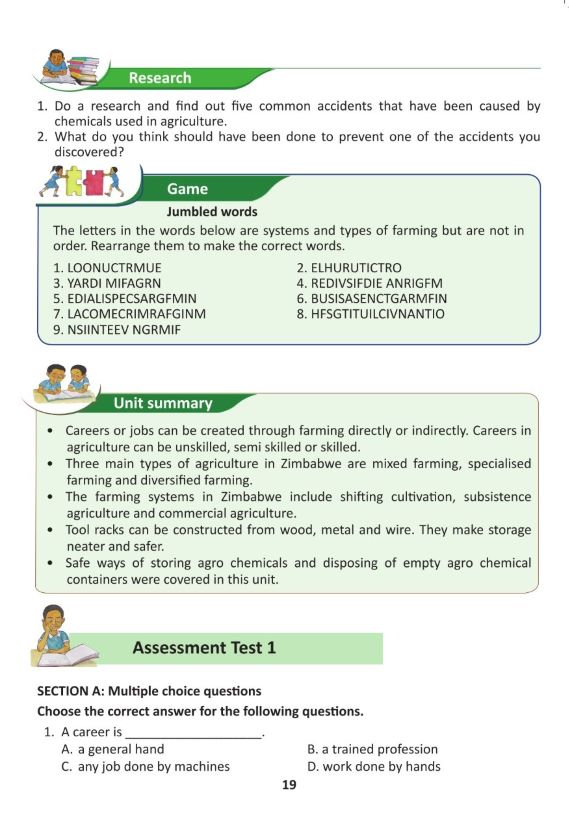 Research
1. Do a research and find out five common accidents that have been caused by
chemicals used in agriculture.
2. What do you think should have been done to prevent one of the accidents you
discovered?
Game
Jumbled words
The letters in the words below are systems and types of farming but are not in
order. Rearrange them to make the correct words.
1. LOONUCTRMUE 2. ELHURUTICTRO
3. YARDI MIFAGRN 4. REDIVSIFDIE ANRIGFM
5. EDIALISPECSARGFMIN 6. BUSISASENCTGARMFIN
7. LACOMECRIMRAFGINM 8. HFSGTITUILCIVNANTIO
9. NSIINTEEV NGRMIF
Unit summary
• Careers or jobs can be created through farming directly or indirectly. Careers in
agriculture can be unskilled, semi skilled or skilled.
• Three main types of agriculture in Zimbabwe are mixed farming, specialised
farming and diversified farming.
• The farming systems in Zimbabwe include shifting cultivation, subsistence
agriculture and commercial agriculture.
• Tool racks can be constructed from wood, metal and wire. They make storage
neater and safer.
• Safe ways of storing agro chemicals and disposing of empty agro chemical
containers were covered in this unit.
Assessment Test 1
SECTION A: Multiple choice questions
Choose the correct answer for the following questions.
1. A career is ____________________.
A. a general hand B. a trained profession
C. any job done by machines D. work done by hands
19